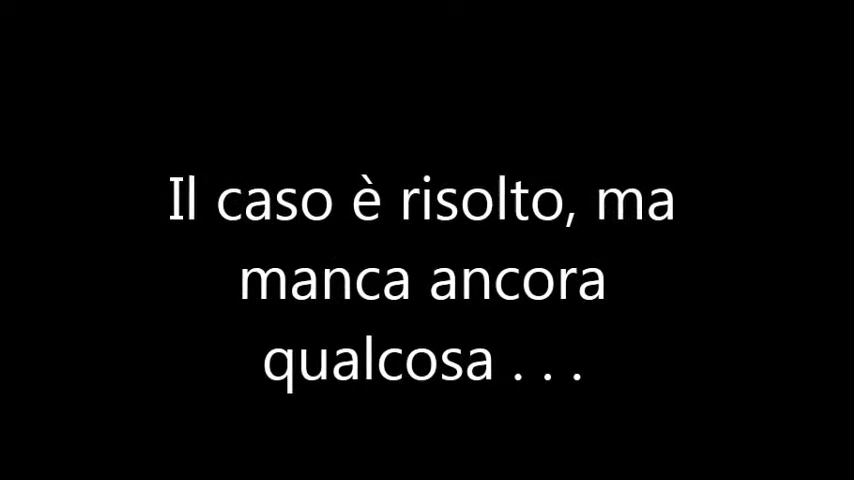 Il caso è risolto, ma
manca ancora
qualcosa . . .